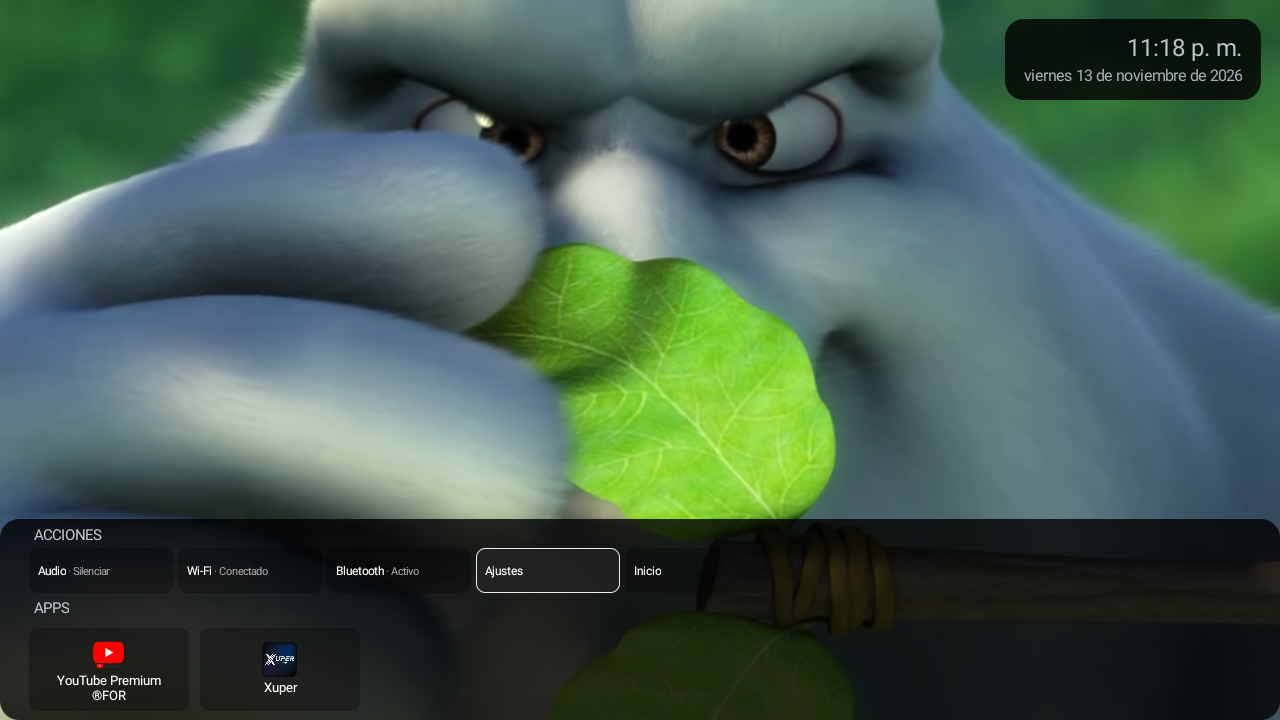 11:18 p. m.
viernes 13 de noviembre de 2026
ACCIONES
Audio · Silenciar
Wi-Fi · Conectado
Bluetooth · Activo
Ajustes
Inicio
APPS
XUPER
YouTube Premium
®FOR
Xuper